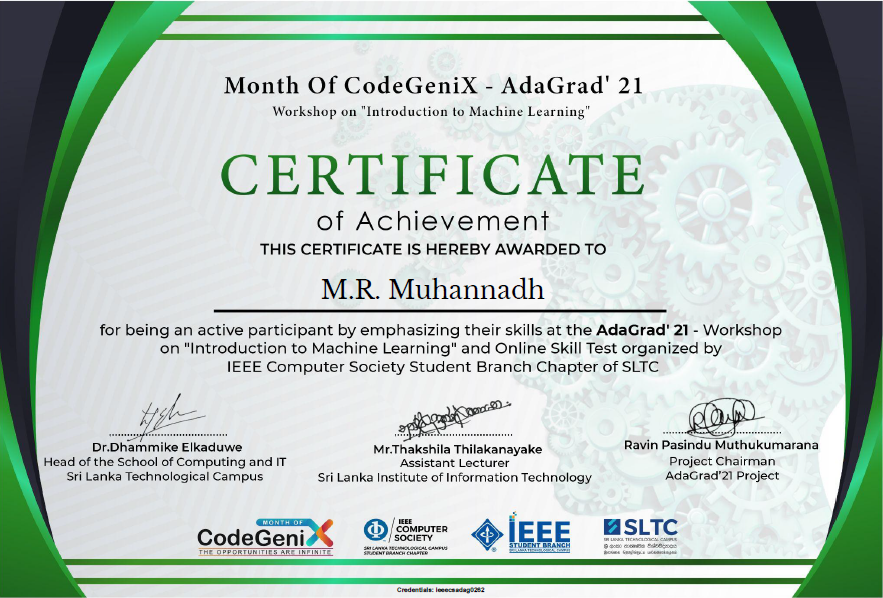 Month Of CodeGeniX - AdaGrad' 21
Workshop on "Introduction to Machine Learning"
CERTIFICATE
of Achievement
THIS CERTIFICATE IS HEREBY AWARDED TO
M.R. Muhannadh
for being an active participant by emphasizing their skills at the AdaGrad' 21 - Workshop
on "Introduction to Machine Learning" and Online Skill Test organized by
IEEE Computer Society Student Branch Chapter of SLTC
Dr.Dhammike Elkaduwe
Head of the School of Computing and IT
Sri Lanka Technological Campus
Mr.Thakshila Thilakanayake
Assistant Lecturer
Sri Lanka Institute of Information Technology
Ravin Pasindu Muthukumarana
Project Chairman
AdaGrad'21 Project
MONTH OF
CodeGeniX
THE OPPORTUNITIES ARE INFINITE
IEEE
COMPUTER
SOCIETY
SRI LANKA TECHNOLOGICAL CAMPUS
STUDENT BRANCH CHAPTER
IEEE
STUDENT BRANCH
SRI LANKA TECHNOLOGICAL CAMPUS
SLTC
SRI LANKA TECHNOLOGICAL CAMPUS
Credentials: ieeecsadag0262